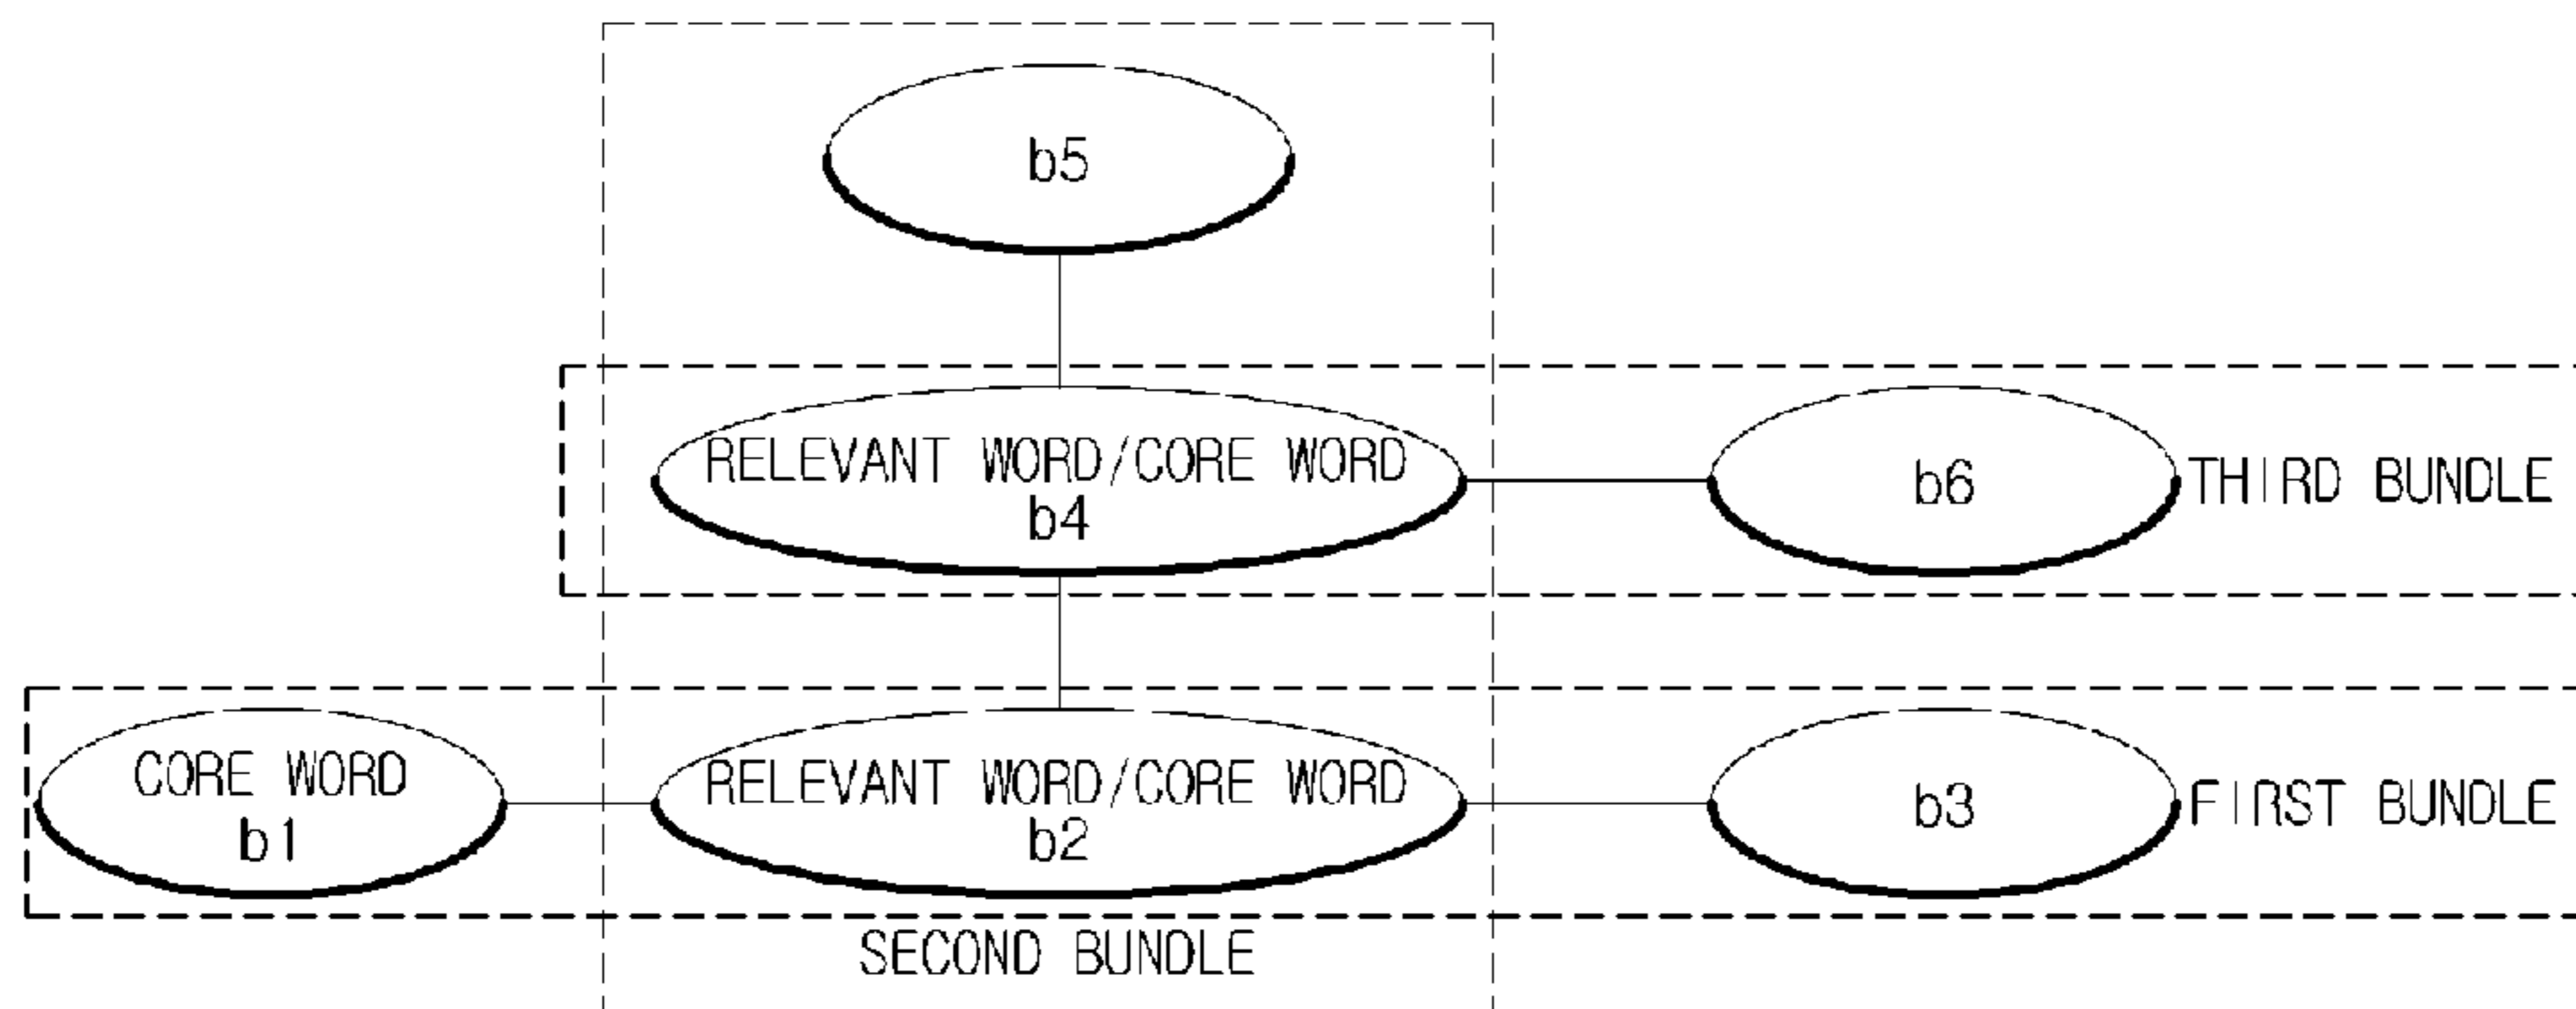 b5
RELEVANT WORD/CORE WORD
b4
b6
THIRD BUNDLE
CORE WORD
b1
RELEVANT WORD/CORE WORD
b2
b3
FIRST BUNDLE
SECOND BUNDLE